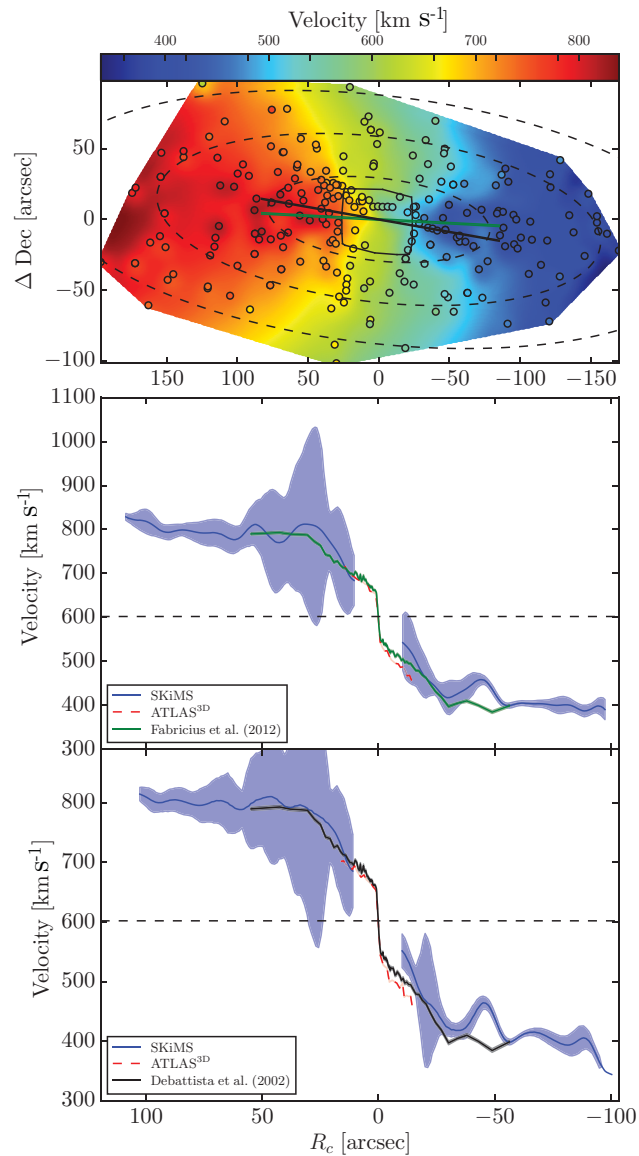 Velocity [km s-1]
400 500 600 700 800
50
0
−50
−100
Δ Dec [arcsec]
150 100 50 0 −50 −100 −150
1100
1000
900
800
700
600
500
400
300
Velocity [km s-1]
SKiMS
ATLAS3D
Fabricius et al. (2012)
800
700
600
500
400
300
Velocity [km s-1]
SKiMS
ATLAS3D
Debattista et al. (2002)
100 50 0 −50 −100
Rc [arcsec]